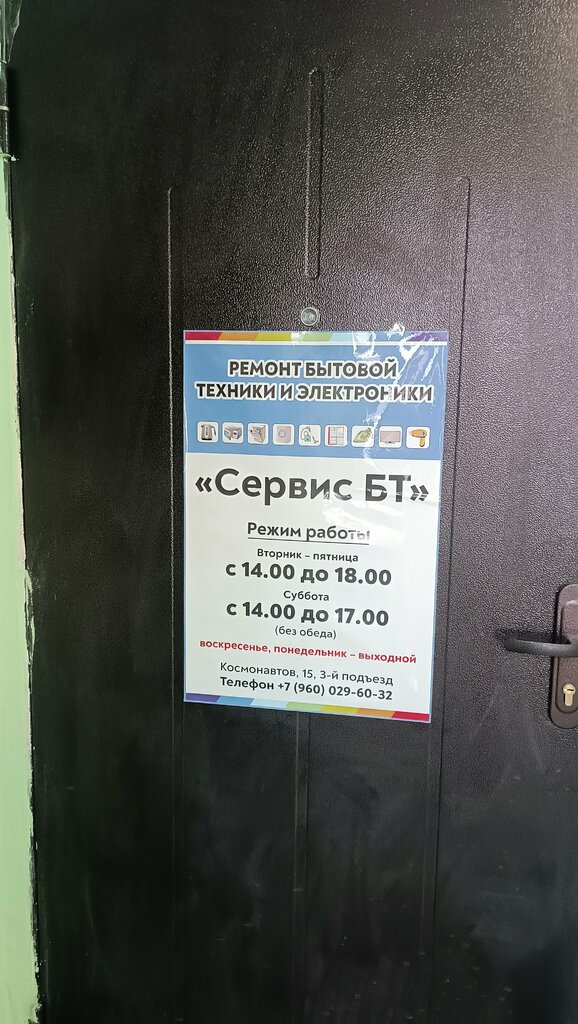 РЕМОНТ БЫТОВОЙ
ТЕХНИКИ И ЭЛЕКТРОНИКИ
«Сервис БТ»
Режим работы
Вторник – пятница
с 14.00 до 18.00
Суббота
с 14.00 до 17.00
(без обеда)
воскресенье, понедельник – выходной
Космонавтов, 15, 3-й подъезд
Телефон +7 (960) 029-60-32